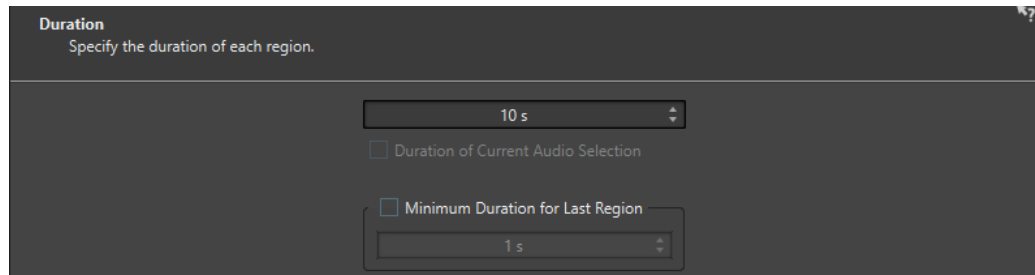 Duration
Specify the duration of each region.
10 s
Duration of Current Audio Selection
Minimum Duration for Last Region
1 s